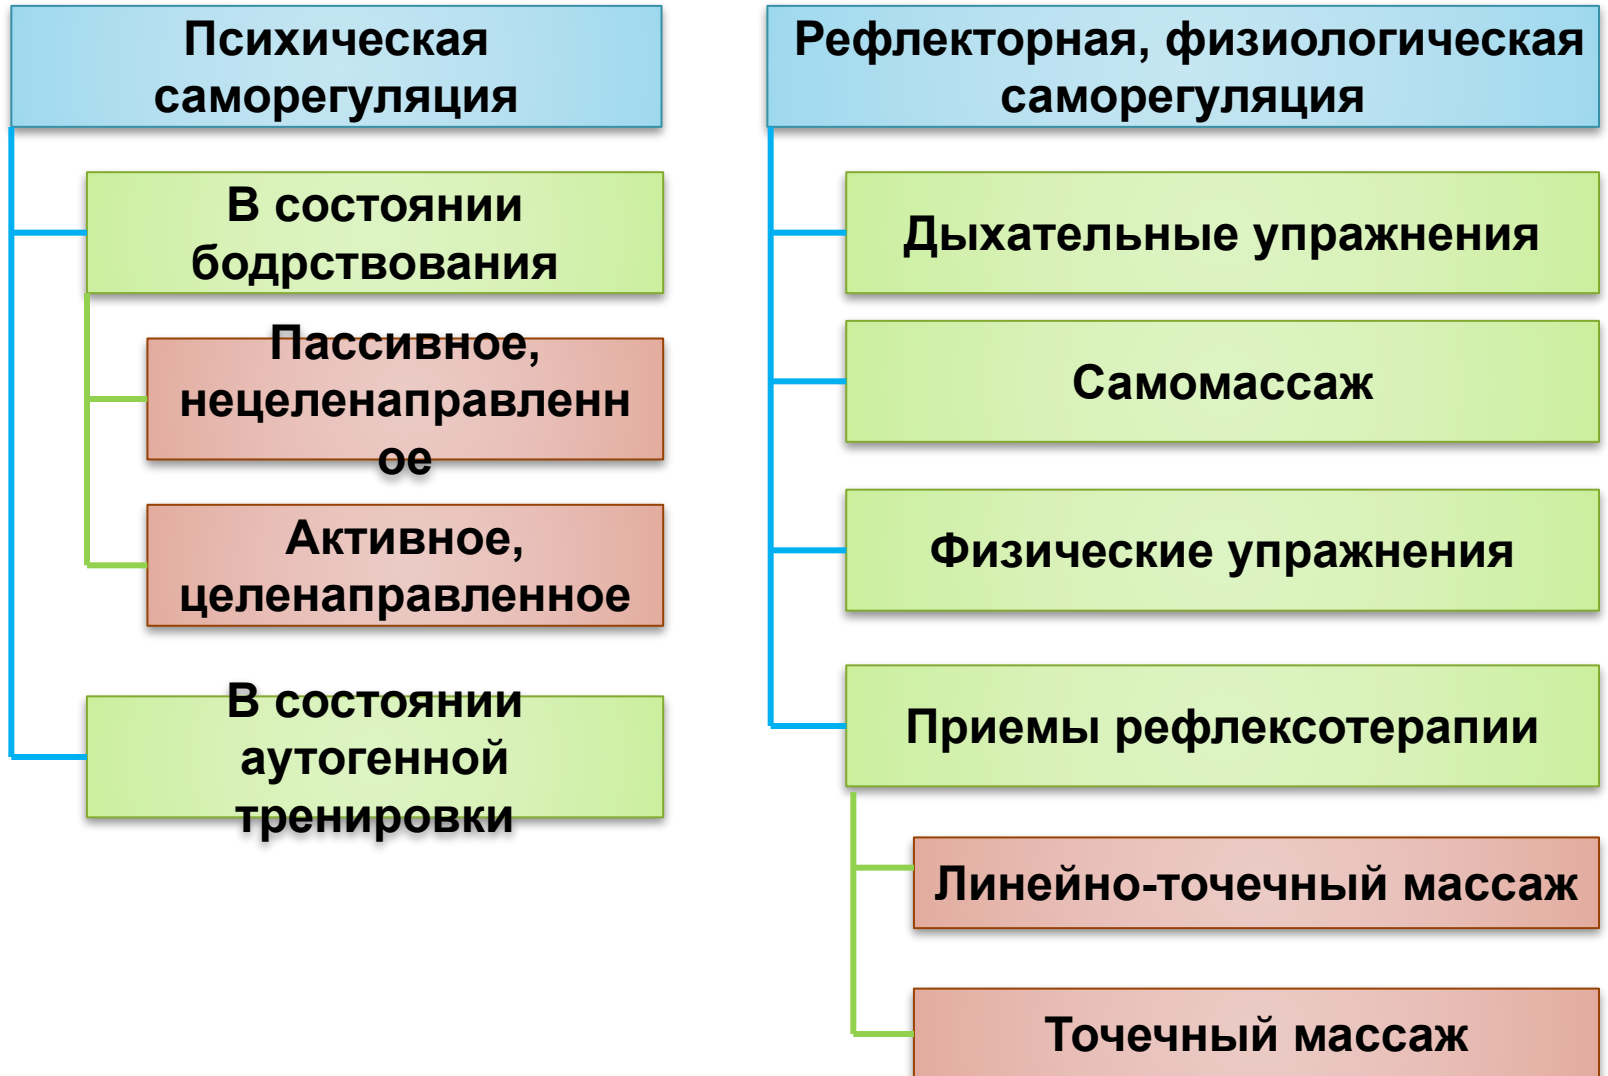 Психическая
саморегуляция
В состоянии
бодрствования
Пассивное,
нецеленаправленн
ое
Активное,
целенаправленное
В состоянии
аутогенной
тренировки
Рефлекторная, физиологическая
саморегуляция
Дыхательные упражнения
Самомассаж
Физические упражнения
Приемы рефлексотерапии
Линейно-точечный массаж
Точечный массаж